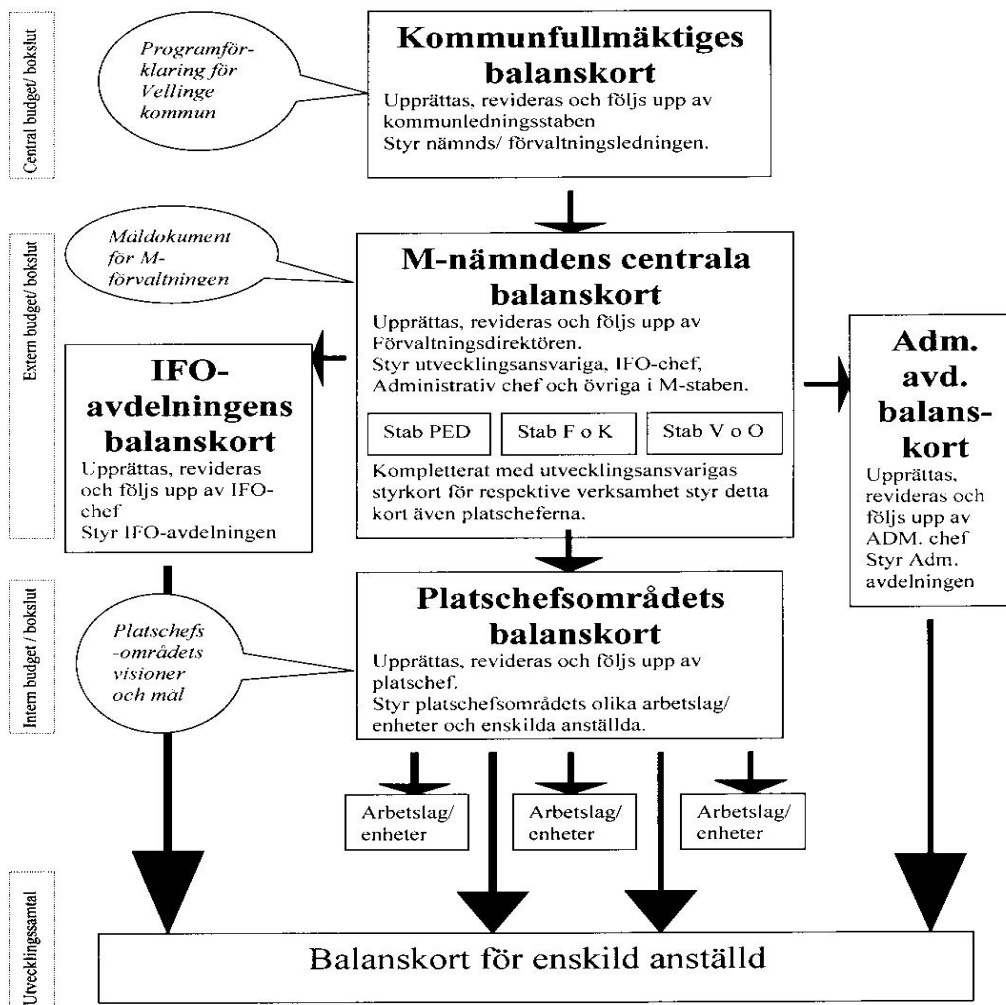 Central budget/ bokslut
Programför-
klaring för
Vellinge
kommun
Kommunfullmäktiges
balanskort
Upprättas, revideras och följs upp av
kommunledningsstaben
Styr nämnds/ förvaltningsledningen.
Extern budget/ bokslut
Måldokument
för M-
förvaltningen
M-nämndens centrala
balanskort
Upprättas, revideras och följs upp av
Förvaltningsdirektören.
Styr utvecklingsansvariga, IFO-chef,
Administrativ chef och övriga i M-staben.
Stab PED
Stab F o K
Stab V o O
Kompletterat med utvecklingsansvarigas
styrkort för respektive verksamhet styr detta
kort även platscheferna.
IFO-
avdelningens
balanskort
Upprättas, revideras
och följs upp av IFO-
chef
Styr IFO-avdelningen
Adm.
avd.
balans-
kort
Upprättas,
revideras och
följs upp av
ADM. chef
Styr Adm.
avdelningen
Intern budget / bokslut
Platschefs
-områdets
visioner
och mål
Platschefsområdets
balanskort
Upprättas, revideras och följs upp av
platschef.
Styr platschefsområdets olika arbetslag/
enheter och enskilda anställda.
Arbetslag/
enheter
Arbetslag/
enheter
Arbetslag/
enheter
Utvecklingssamtal
Balanskort för enskild anställd